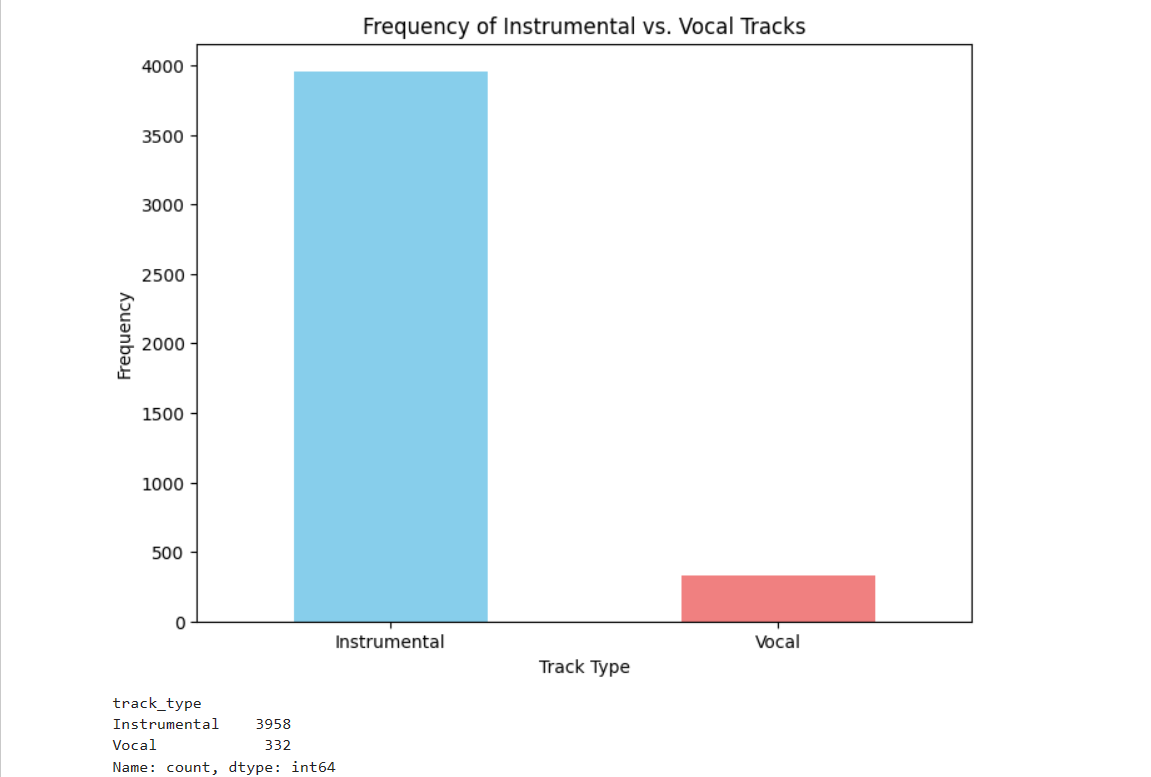 Frequency of Instrumental vs. Vocal Tracks
4000
3500
3000
2500
2000
1500
1000
500
0
Frequency
Instrumental Vocal
Track Type
track_type
Instrumental    3958
Vocal            332
Name: count, dtype: int64